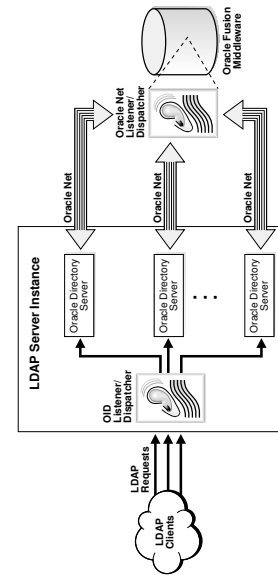 LDAP Server Instance
LDAP
Clients
LDAP
Requests
OID
Listener/
Dispatcher
Oracle Directory
Server
Oracle Directory
Server
. . .
Oracle Directory
Server
Oracle Net
Oracle Net
Oracle Net
Oracle Net
Listener/
Dispatcher
Oracle Fusion
Middleware